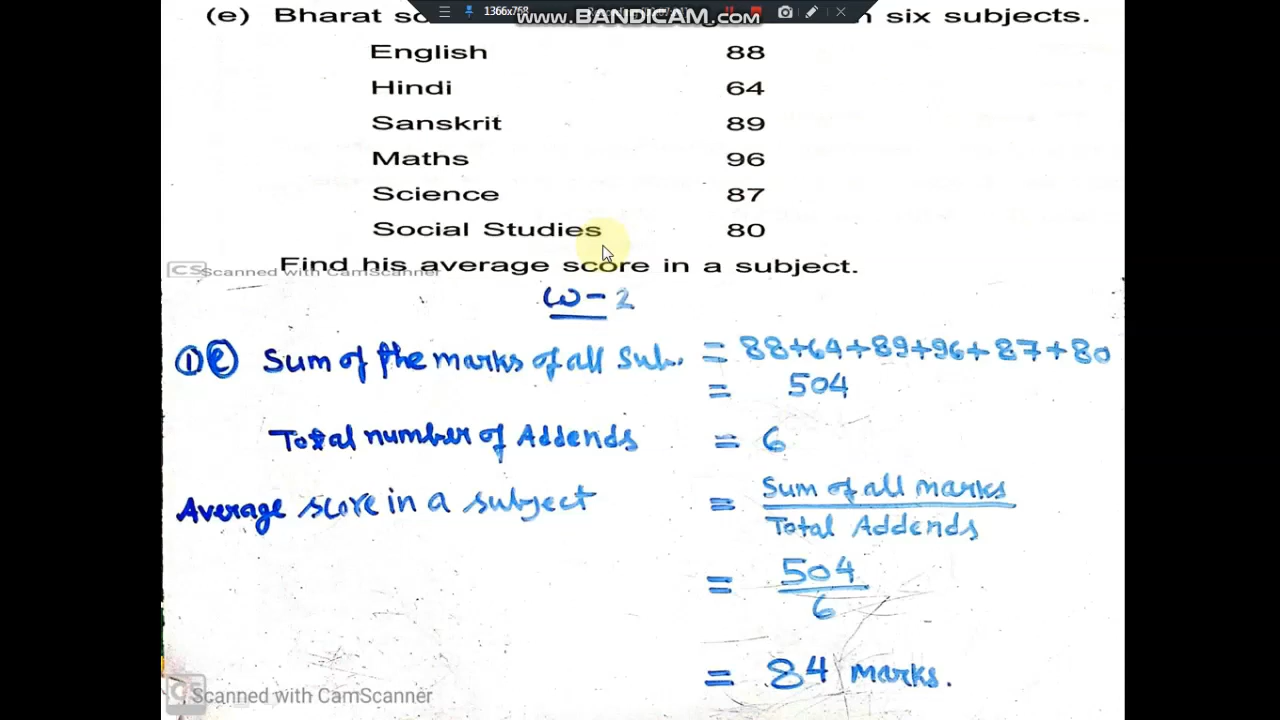 1366x768
www.BANDICAM.com
(e) Bharat six subjects.
English 88
Hindi 64
Sanskrit 89
Maths 96
Science 87
Social Studies 80
Find his average score in a subject.
CS Scanned with CamScanner
W-2
1 e Sum of the marks of all Sub. = 88+64+89+96+87+80
= 504
Total number of Addends = 6
Average score in a subject = Sum of all marks
Total Addends
= 504
6
= 84 marks.
CS Scanned with CamScanner